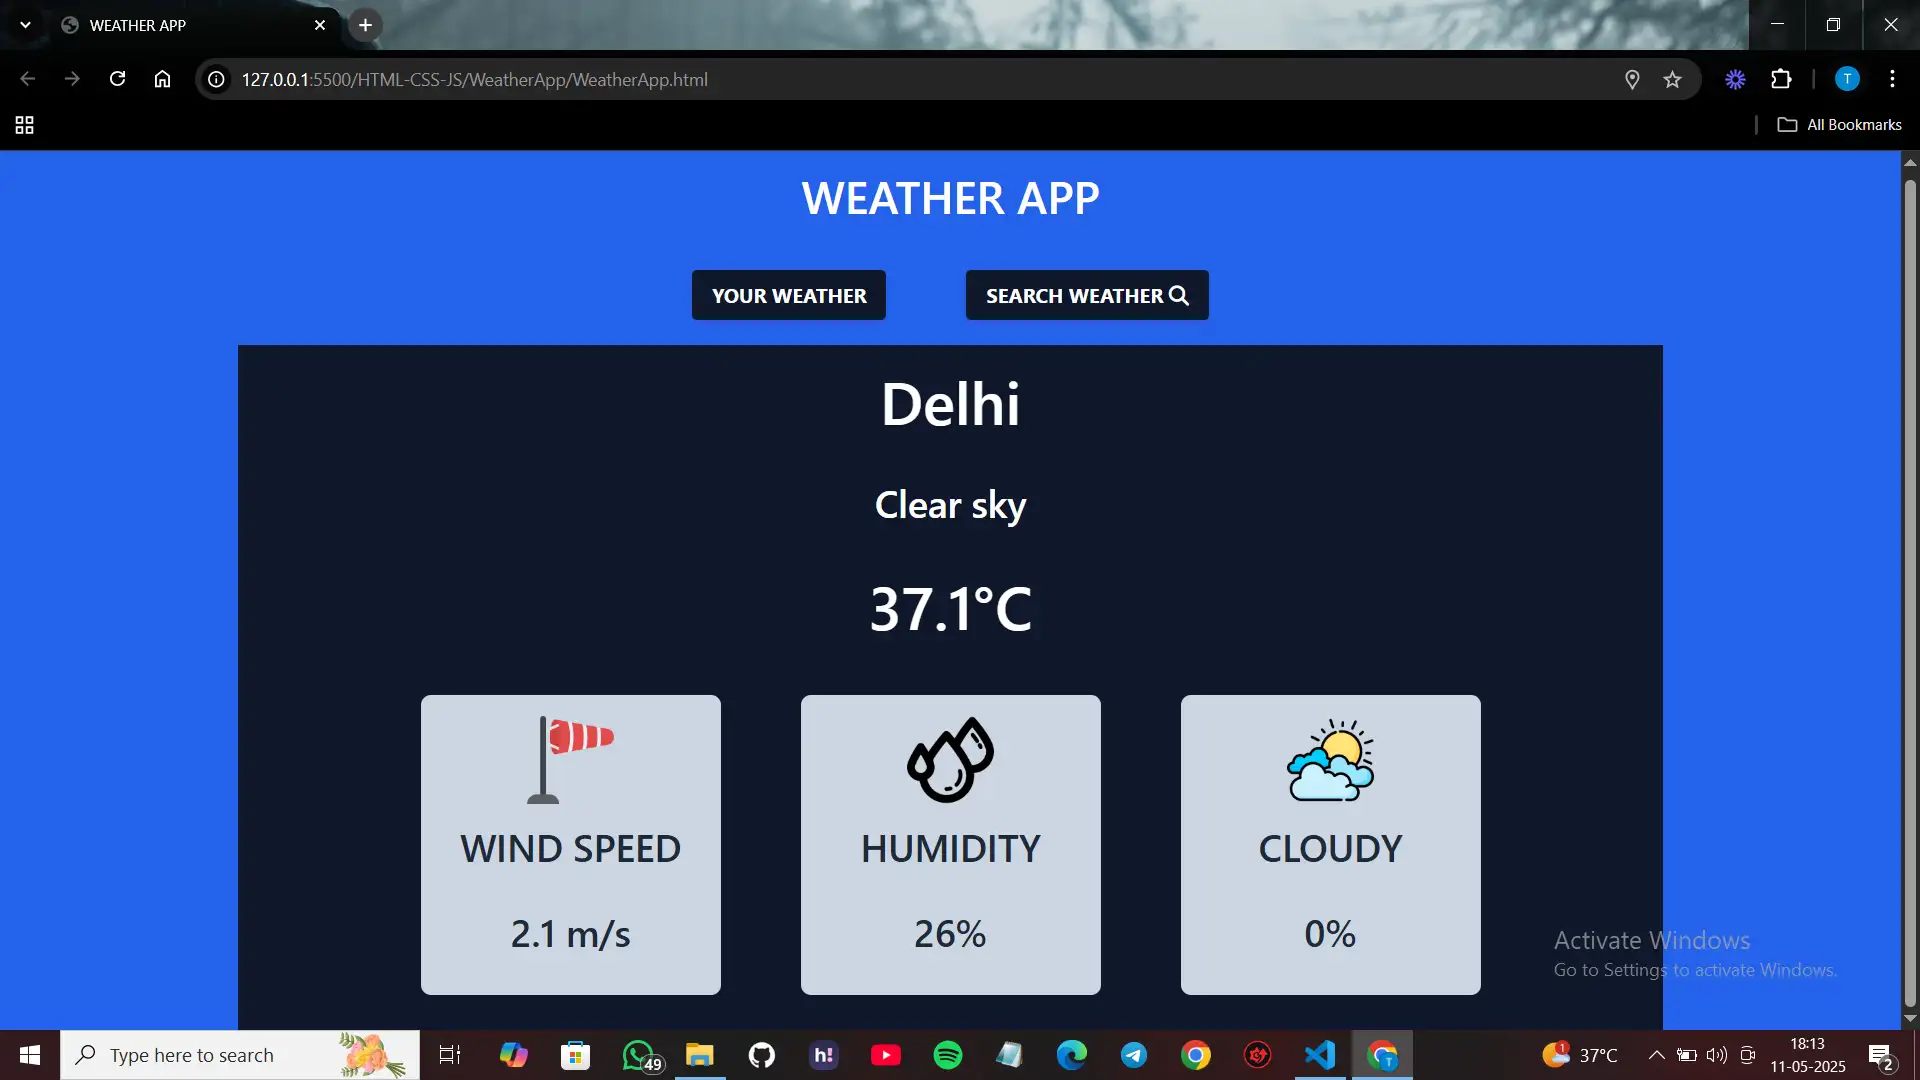 WEATHER APP
127.0.0.1:5500/HTML-CSS-JS/WeatherApp/WeatherApp.html
T
All Bookmarks
WEATHER APP
YOUR WEATHER
SEARCH WEATHER
Delhi
Clear sky
37.1°C
WIND SPEED
2.1 m/s
HUMIDITY
26%
CLOUDY
0%
Activate Windows
Go to Settings to activate Windows.
Type here to search
49
h!
T
1
37°C
18:13
11-05-2025
2